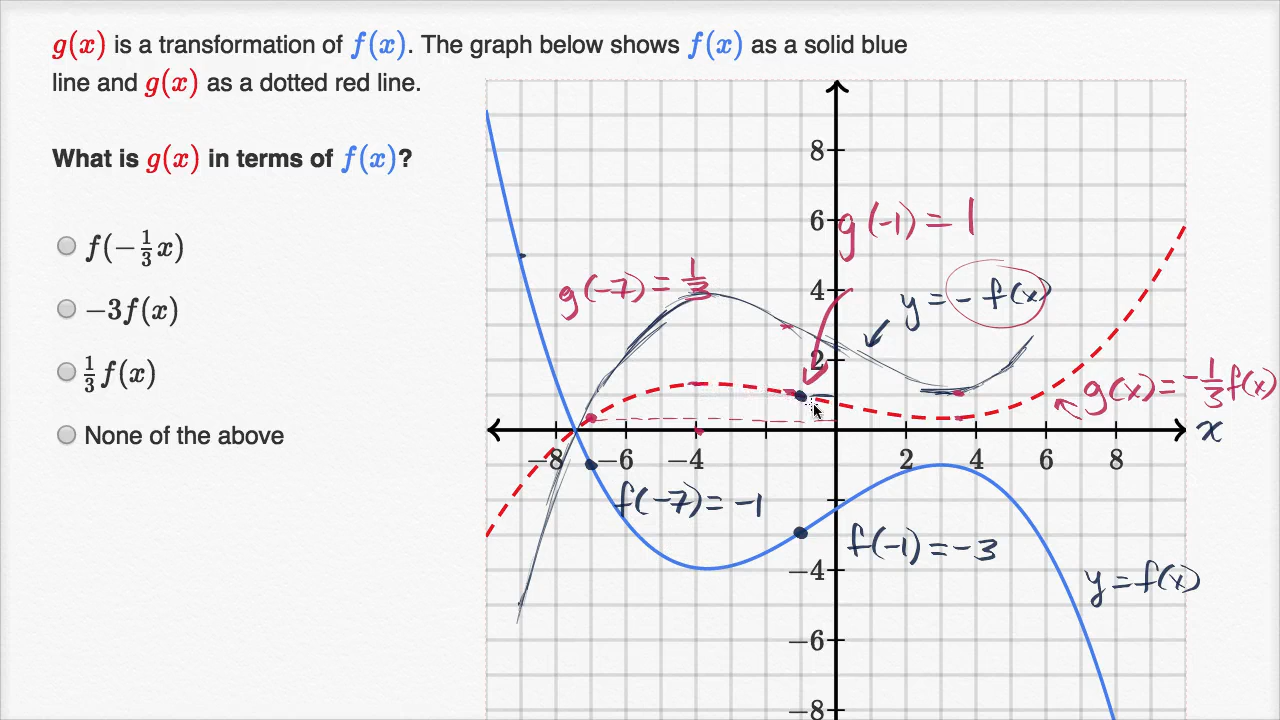 g(x) is a transformation of f(x). The graph below shows f(x) as a solid blue
line and g(x) as a dotted red line.
What is g(x) in terms of f(x)?
f(−1/3x)
−3f(x)
1/3f(x)
None of the above
8
6
g(-1) = 1
g(-7) = 1/3
4
y = - f(x)
2
g(x) = -1/3 f(x)
x
−8 −6 −4 2 4 6 8
f(-7) = -1
f(-1) = -3
−4
y = f(x)
−6
−8